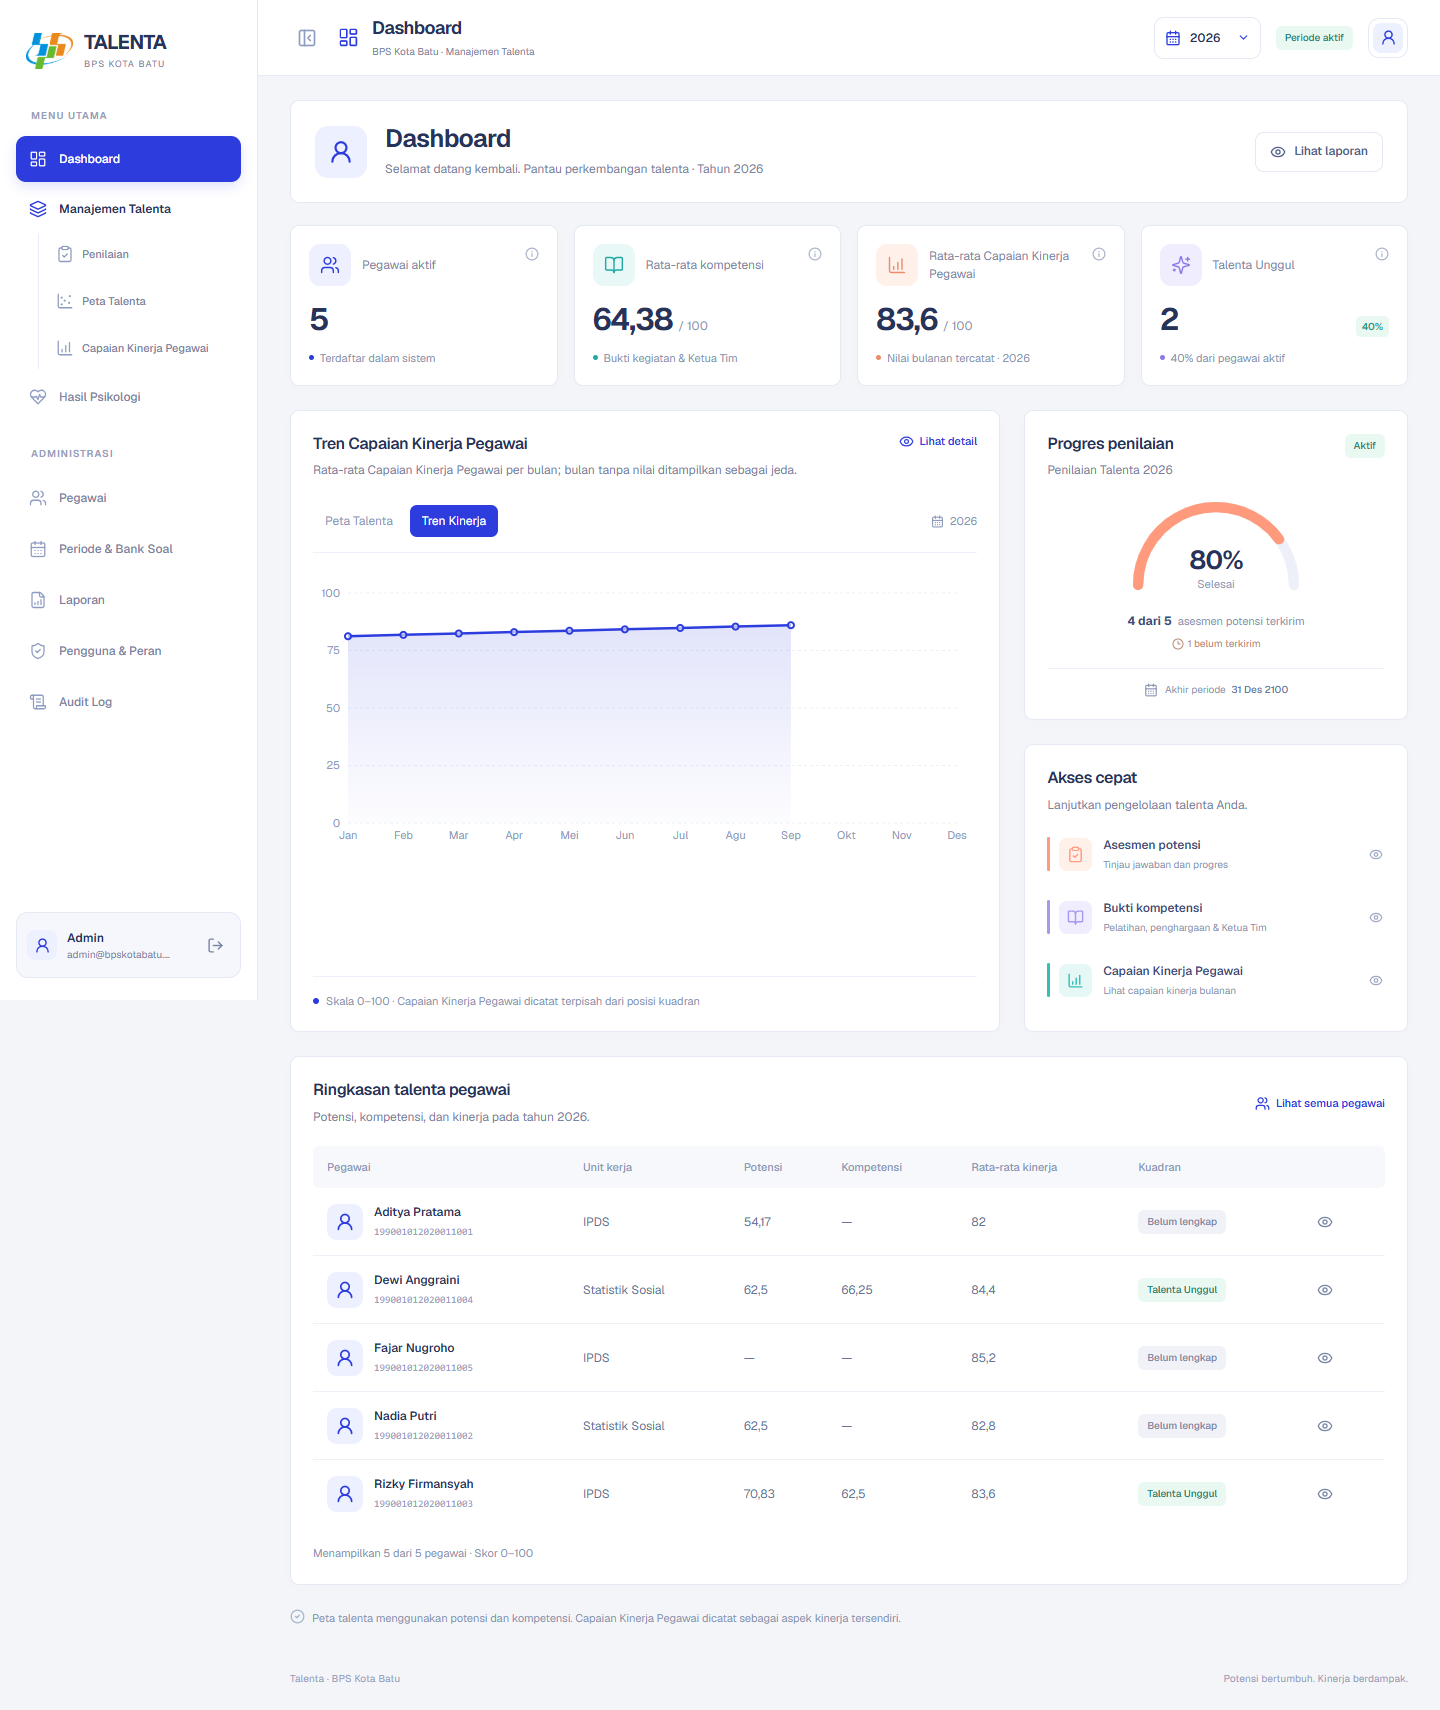 TALENTA
BPS KOTA BATU
MENU UTAMA
Dashboard
Manajemen Talenta
Penilaian
Peta Talenta
Capaian Kinerja Pegawai
Hasil Psikologi
ADMINISTRASI
Pegawai
Periode & Bank Soal
Laporan
Pengguna & Peran
Audit Log
Admin
admin@bpskotabatu...
Dashboard
BPS Kota Batu · Manajemen Talenta
2026
Periode aktif
Dashboard
Selamat datang kembali. Pantau perkembangan talenta · Tahun 2026
Lihat laporan
Pegawai aktif
5
Terdaftar dalam sistem
Rata-rata kompetensi
64,38 / 100
Bukti kegiatan & Ketua Tim
Rata-rata Capaian Kinerja
Pegawai
83,6 / 100
Nilai bulanan tercatat · 2026
Talenta Unggul
2
40%
40% dari pegawai aktif
Tren Capaian Kinerja Pegawai
Lihat detail
Rata-rata Capaian Kinerja Pegawai per bulan; bulan tanpa nilai ditampilkan sebagai jeda.
Peta Talenta
Tren Kinerja
2026
100
75
50
25
0
Jan Feb Mar Apr Mei Jun Jul Agu Sep Okt Nov Des
Skala 0–100 · Capaian Kinerja Pegawai dicatat terpisah dari posisi kuadran
Progres penilaian
Aktif
Penilaian Talenta 2026
80%
Selesai
4 dari 5 asesmen potensi terkirim
1 belum terkirim
Akhir periode 31 Des 2100
Akses cepat
Lanjutkan pengelolaan talenta Anda.
Asesmen potensi
Tinjau jawaban dan progres
Bukti kompetensi
Pelatihan, penghargaan & Ketua Tim
Capaian Kinerja Pegawai
Lihat capaian kinerja bulanan
Ringkasan talenta pegawai
Potensi, kompetensi, dan kinerja pada tahun 2026.
Lihat semua pegawai
Pegawai Unit kerja Potensi Kompetensi Rata-rata kinerja Kuadran
Aditya Pratama
199001012020011001
IPDS 54,17 — 82 Belum lengkap
Dewi Anggraini
199001012020011004
Statistik Sosial 62,5 66,25 84,4 Talenta Unggul
Fajar Nugroho
199001012020011005
IPDS — — 85,2 Belum lengkap
Nadia Putri
199001012020011002
Statistik Sosial 62,5 — 82,8 Belum lengkap
Rizky Firmansyah
199001012020011003
IPDS 70,83 62,5 83,6 Talenta Unggul
Menampilkan 5 dari 5 pegawai · Skor 0–100
Peta talenta menggunakan potensi dan kompetensi. Capaian Kinerja Pegawai dicatat sebagai aspek kinerja tersendiri.
Talenta · BPS Kota Batu
Potensi bertumbuh. Kinerja berdampak.